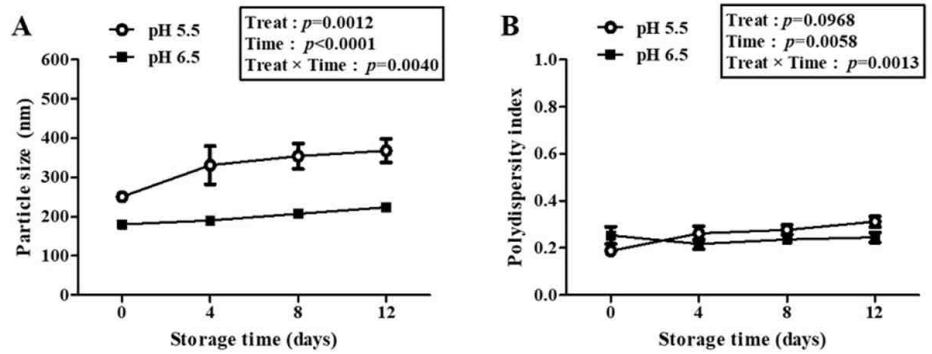 A
pH 5.5
pH 6.5
Treat : p=0.0012
Time : p<0.0001
Treat × Time : p=0.0040
Particle size (nm)
600
500
400
300
200
100
0
0 4 8 12
Storage time (days)
B
pH 5.5
pH 6.5
Treat : p=0.0968
Time : p=0.0058
Treat × Time : p=0.0013
Polydispersity index
1.0
0.8
0.6
0.4
0.2
0.0
0 4 8 12
Storage time (days)